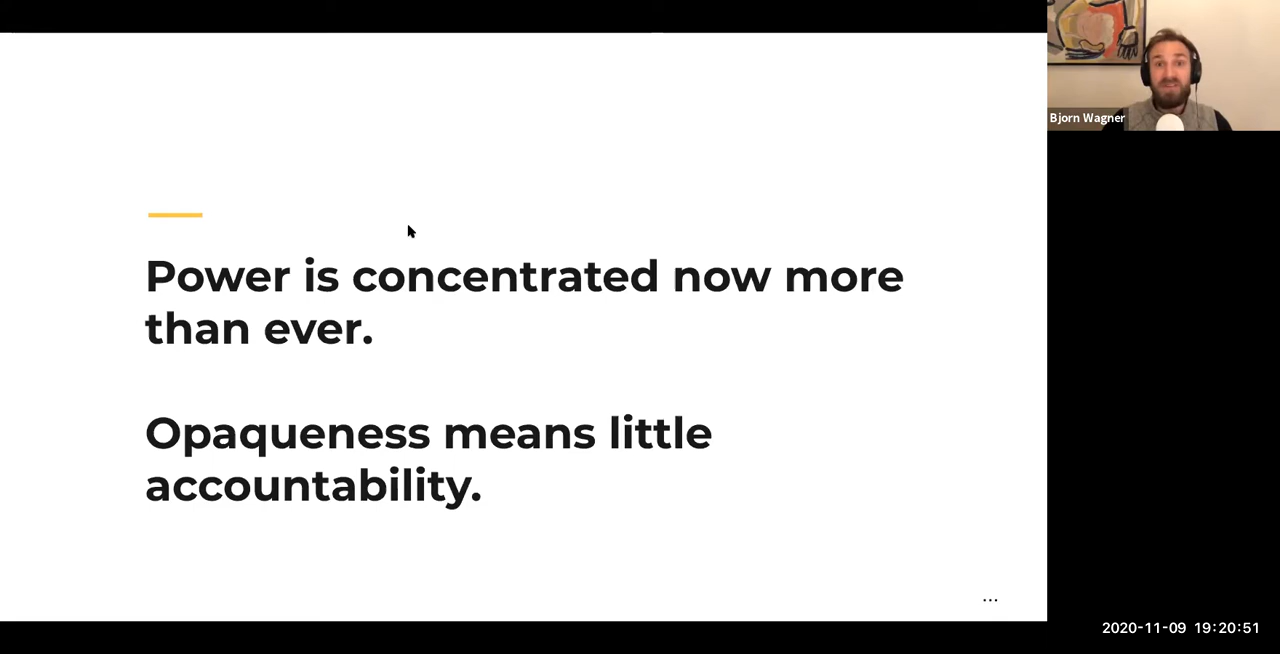 Bjorn Wagner
Power is concentrated now more
than ever.
Opaqueness means little
accountability.
...
2020-11-09 19:20:51